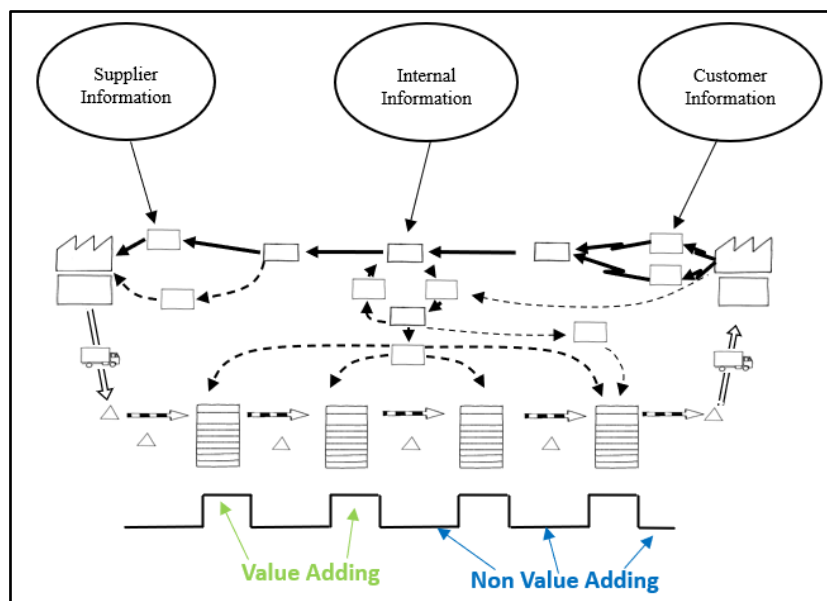 Supplier
Information
Internal
Information
Customer
Information
Value Adding
Non Value Adding